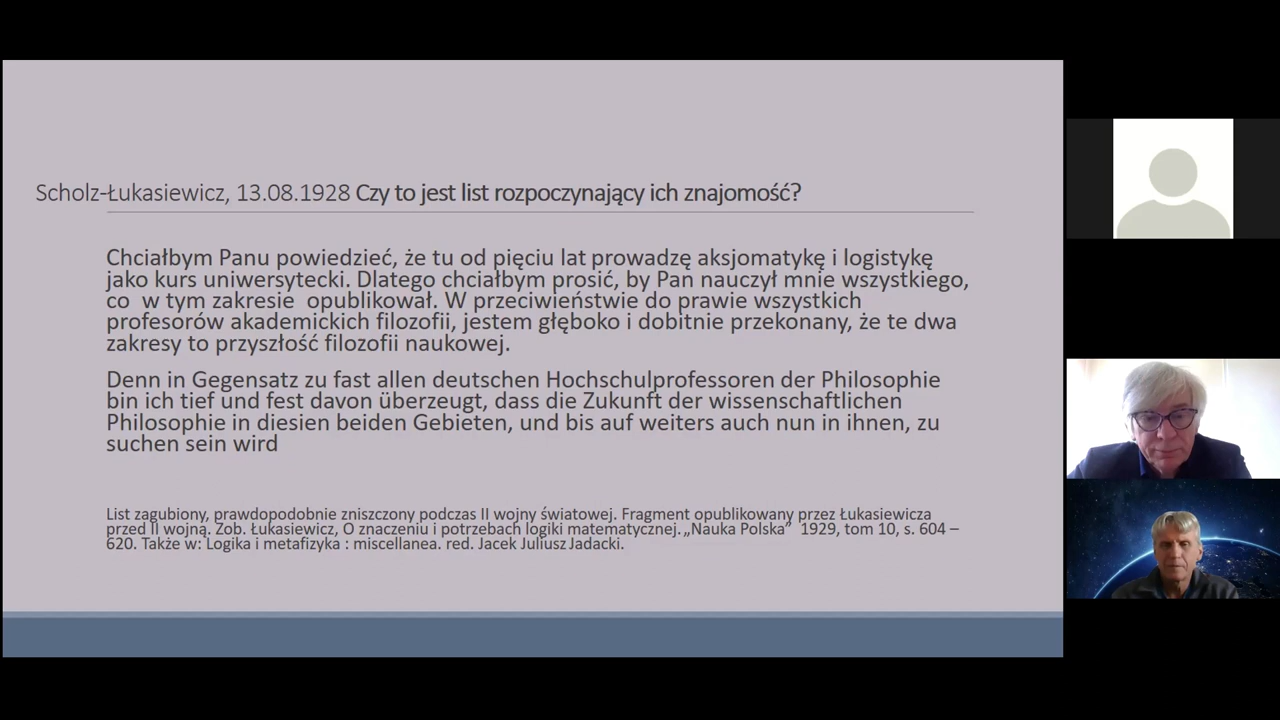 Scholz-Łukasiewicz, 13.08.1928 Czy to jest list rozpoczynający ich znajomość?
Chciałbym Panu powiedzieć, że tu od pięciu lat prowadzę aksjomatykę i logistykę
jako kurs uniwersytecki. Dlatego chciałbym prosić, by Pan nauczył mnie wszystkiego,
co w tym zakresie opublikował. W przeciwieństwie do prawie wszystkich
profesorów akademickich filozofii, jestem głęboko i dobitnie przekonany, że te dwa
zakresy to przyszłość filozofii naukowej.
Denn in Gegensatz zu fast allen deutschen Hochschulprofessoren der Philosophie
bin ich tief und fest davon überzeugt, dass die Zukunft der wissenschaftlichen
Philosophie in diesien beiden Gebieten, und bis auf weiters auch nun in ihnen, zu
suchen sein wird
List zagubiony, prawdopodobnie zniszczony podczas II wojny światowej. Fragment opublikowany przez Łukasiewicza
przed II wojną. Zob. Łukasiewicz, O znaczeniu i potrzebach logiki matematycznej. „Nauka Polska” 1929, tom 10, s. 604 –
620. Także w: Logika i metafizyka : miscellanea. red. Jacek Juliusz Jadacki.